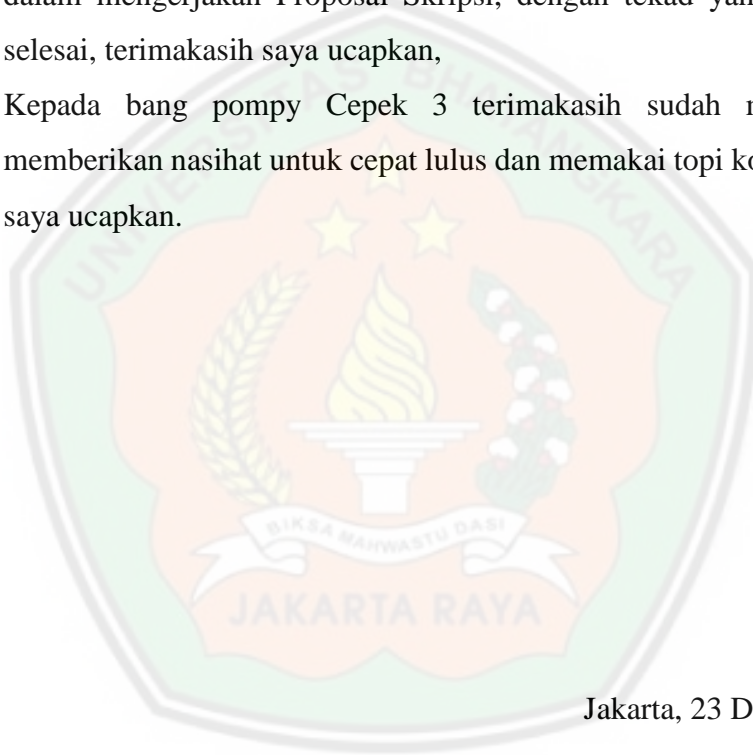 dalam mengerjakan Proposal Skripsi, dengan tekad yan
selesai, terimakasih saya ucapkan,
Kepada bang pompy Cepek 3 terimakasih sudah
memberikan nasihat untuk cepat lulus dan memakai topi
saya ucapkan.
UNIVERSITAS BHAYANGKARA
BIKSA MAHWASTU DASI
JAKARTA RAYA
Jakarta, 23 D